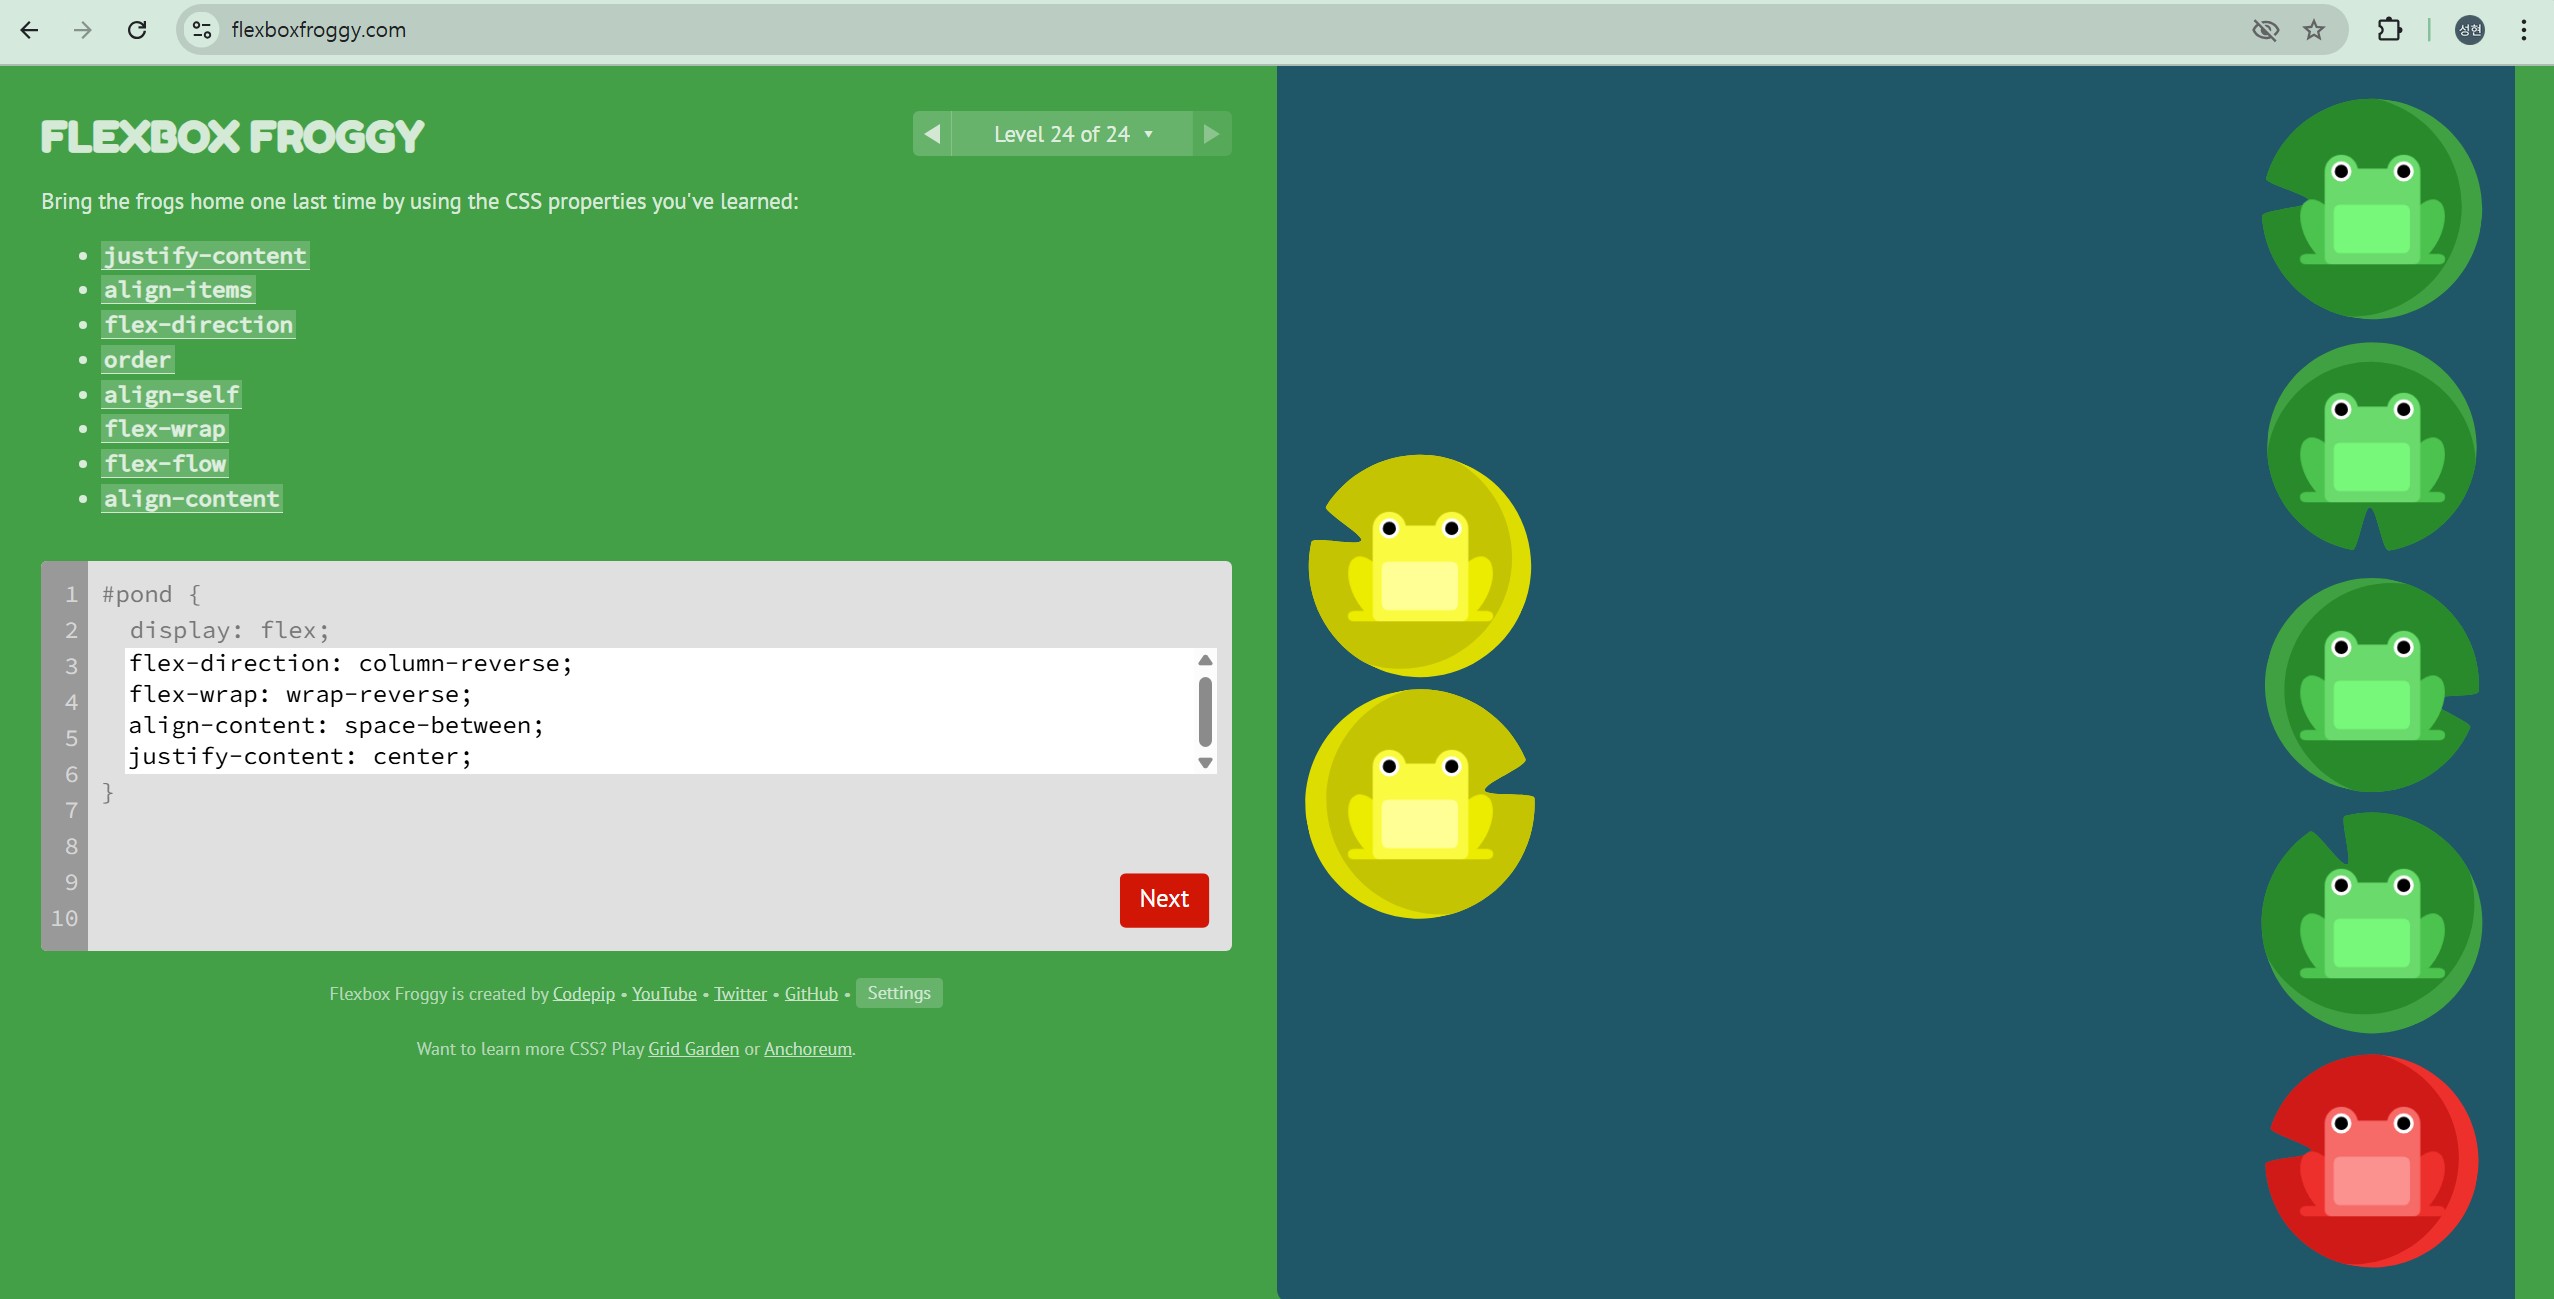 flexboxfroggy.com
성현
FLEXBOX FROGGY
Level 24 of 24
Bring the frogs home one last time by using the CSS properties you've learned:
justify-content
align-items
flex-direction
order
align-self
flex-wrap
flex-flow
align-content
1 #pond {
2 display: flex;
3 flex-direction: column-reverse;
4 flex-wrap: wrap-reverse;
5 align-content: space-between;
6 justify-content: center;
7 }
8
9
10
Next
Flexbox Froggy is created by Codepip • YouTube • Twitter • GitHub • Settings
Want to learn more CSS? Play Grid Garden or Anchoreum.